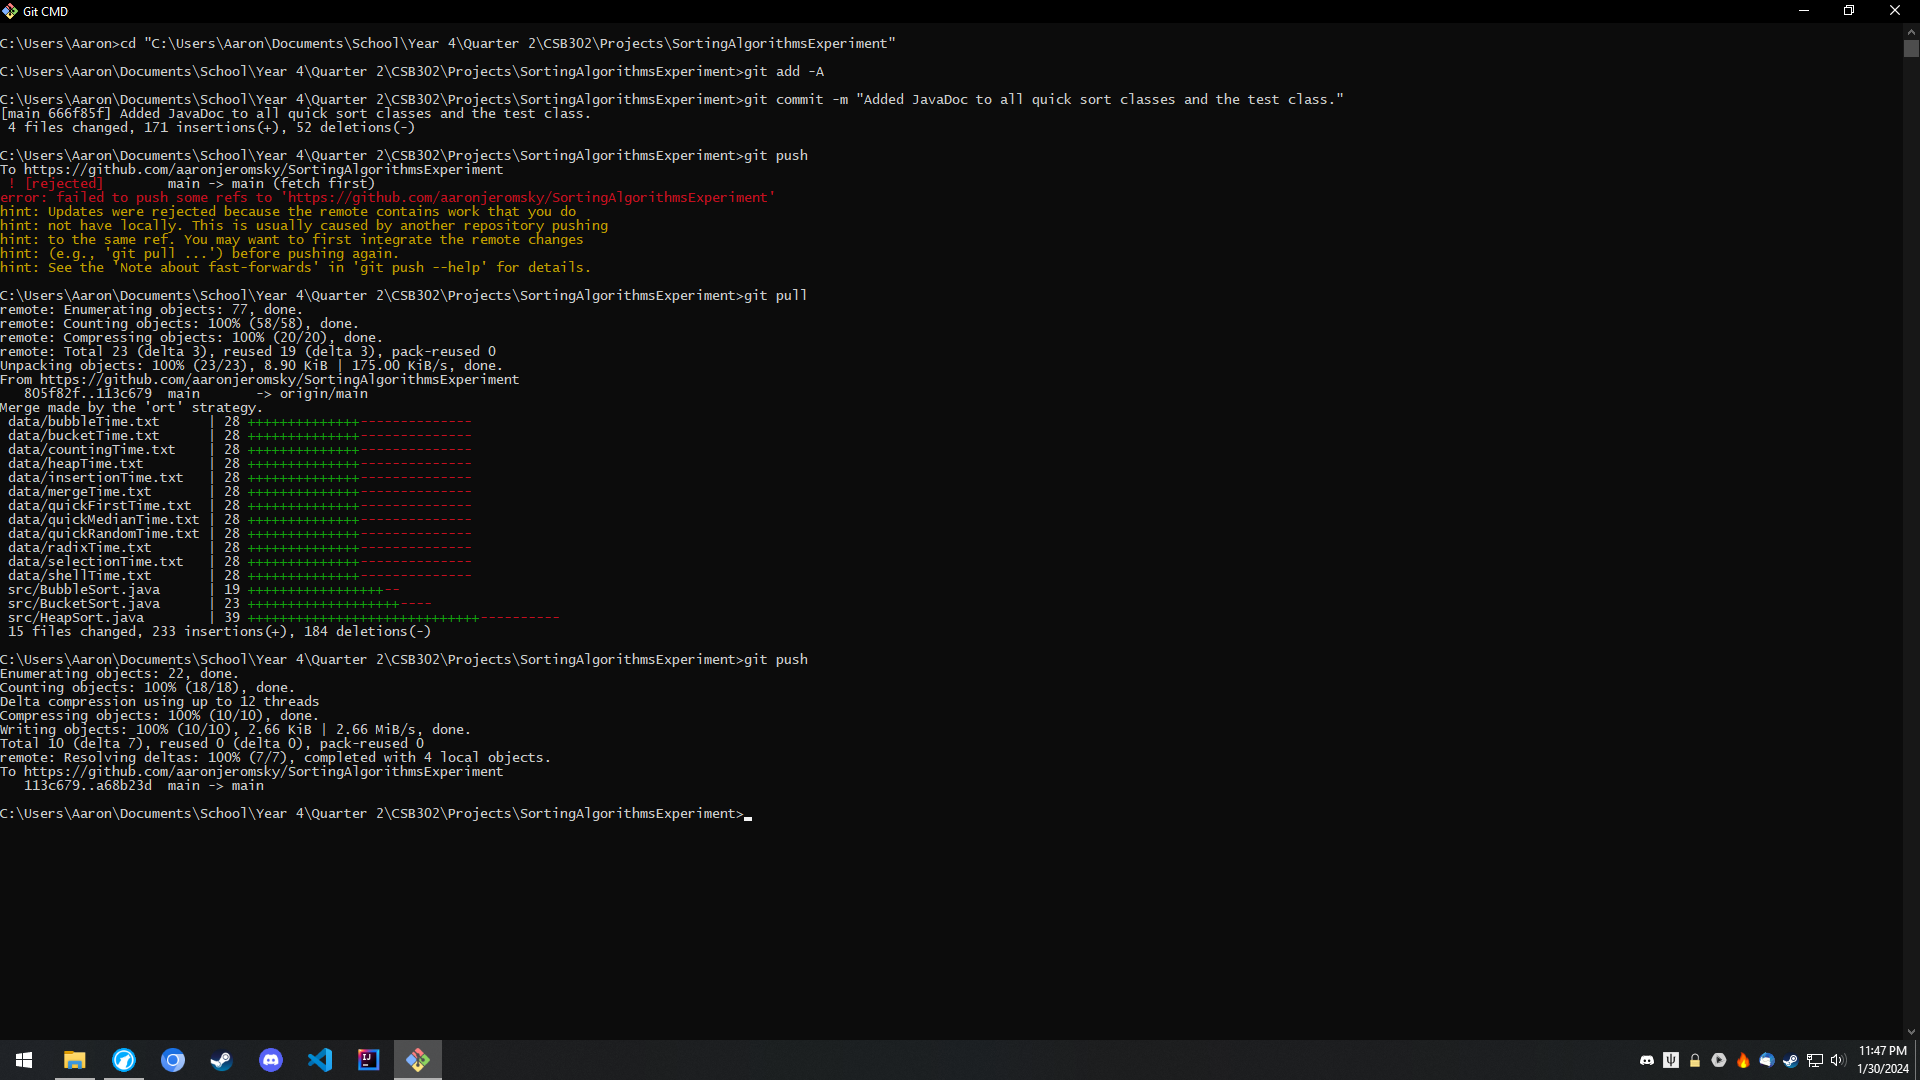 Git CMD
C:\Users\Aaron>cd "C:\Users\Aaron\Documents\School\Year 4\Quarter 2\CSB302\Projects\SortingAlgorithmsExperiment"
C:\Users\Aaron\Documents\School\Year 4\Quarter 2\CSB302\Projects\SortingAlgorithmsExperiment>git add -A
C:\Users\Aaron\Documents\School\Year 4\Quarter 2\CSB302\Projects\SortingAlgorithmsExperiment>git commit -m "Added JavaDoc to all quick sort classes and the test class."
[main 666f85f] Added JavaDoc to all quick sort classes and the test class.
 4 files changed, 171 insertions(+), 52 deletions(-)
C:\Users\Aaron\Documents\School\Year 4\Quarter 2\CSB302\Projects\SortingAlgorithmsExperiment>git push
To https://github.com/aaronjeromsky/SortingAlgorithmsExperiment
 ! [rejected]        main -> main (fetch first)
error: failed to push some refs to 'https://github.com/aaronjeromsky/SortingAlgorithmsExperiment'
hint: Updates were rejected because the remote contains work that you do
hint: not have locally. This is usually caused by another repository pushing
hint: to the same ref. You may want to first integrate the remote changes
hint: (e.g., 'git pull ...') before pushing again.
hint: See the 'Note about fast-forwards' in 'git push --help' for details.
C:\Users\Aaron\Documents\School\Year 4\Quarter 2\CSB302\Projects\SortingAlgorithmsExperiment>git pull
remote: Enumerating objects: 77, done.
remote: Counting objects: 100% (58/58), done.
remote: Compressing objects: 100% (20/20), done.
remote: Total 23 (delta 3), reused 19 (delta 3), pack-reused 0
Unpacking objects: 100% (23/23), 8.90 KiB | 175.00 KiB/s, done.
From https://github.com/aaronjeromsky/SortingAlgorithmsExperiment
   805f82f..113c679  main       -> origin/main
Merge made by the 'ort' strategy.
 data/bubbleTime.txt      | 28 ++++++++++++++--------------
 data/bucketTime.txt      | 28 ++++++++++++++--------------
 data/countingTime.txt    | 28 ++++++++++++++--------------
 data/heapTime.txt        | 28 ++++++++++++++--------------
 data/insertionTime.txt   | 28 ++++++++++++++--------------
 data/mergeTime.txt       | 28 ++++++++++++++--------------
 data/quickFirstTime.txt  | 28 ++++++++++++++--------------
 data/quickMedianTime.txt | 28 ++++++++++++++--------------
 data/quickRandomTime.txt | 28 ++++++++++++++--------------
 data/radixTime.txt       | 28 ++++++++++++++--------------
 data/selectionTime.txt   | 28 ++++++++++++++--------------
 data/shellTime.txt       | 28 ++++++++++++++--------------
 src/BubbleSort.java      | 19 +++++++++++++++++--
 src/BucketSort.java      | 23 +++++++++++++++++++----
 src/HeapSort.java        | 39 +++++++++++++++++++++++++++++----------
 15 files changed, 233 insertions(+), 184 deletions(-)
C:\Users\Aaron\Documents\School\Year 4\Quarter 2\CSB302\Projects\SortingAlgorithmsExperiment>git push
Enumerating objects: 22, done.
Counting objects: 100% (18/18), done.
Delta compression using up to 12 threads
Compressing objects: 100% (10/10), done.
Writing objects: 100% (10/10), 2.66 KiB | 2.66 MiB/s, done.
Total 10 (delta 7), reused 0 (delta 0), pack-reused 0
remote: Resolving deltas: 100% (7/7), completed with 4 local objects.
To https://github.com/aaronjeromsky/SortingAlgorithmsExperiment
   113c679..a68b23d  main -> main
C:\Users\Aaron\Documents\School\Year 4\Quarter 2\CSB302\Projects\SortingAlgorithmsExperiment>
IJ
11:47 PM
1/30/2024